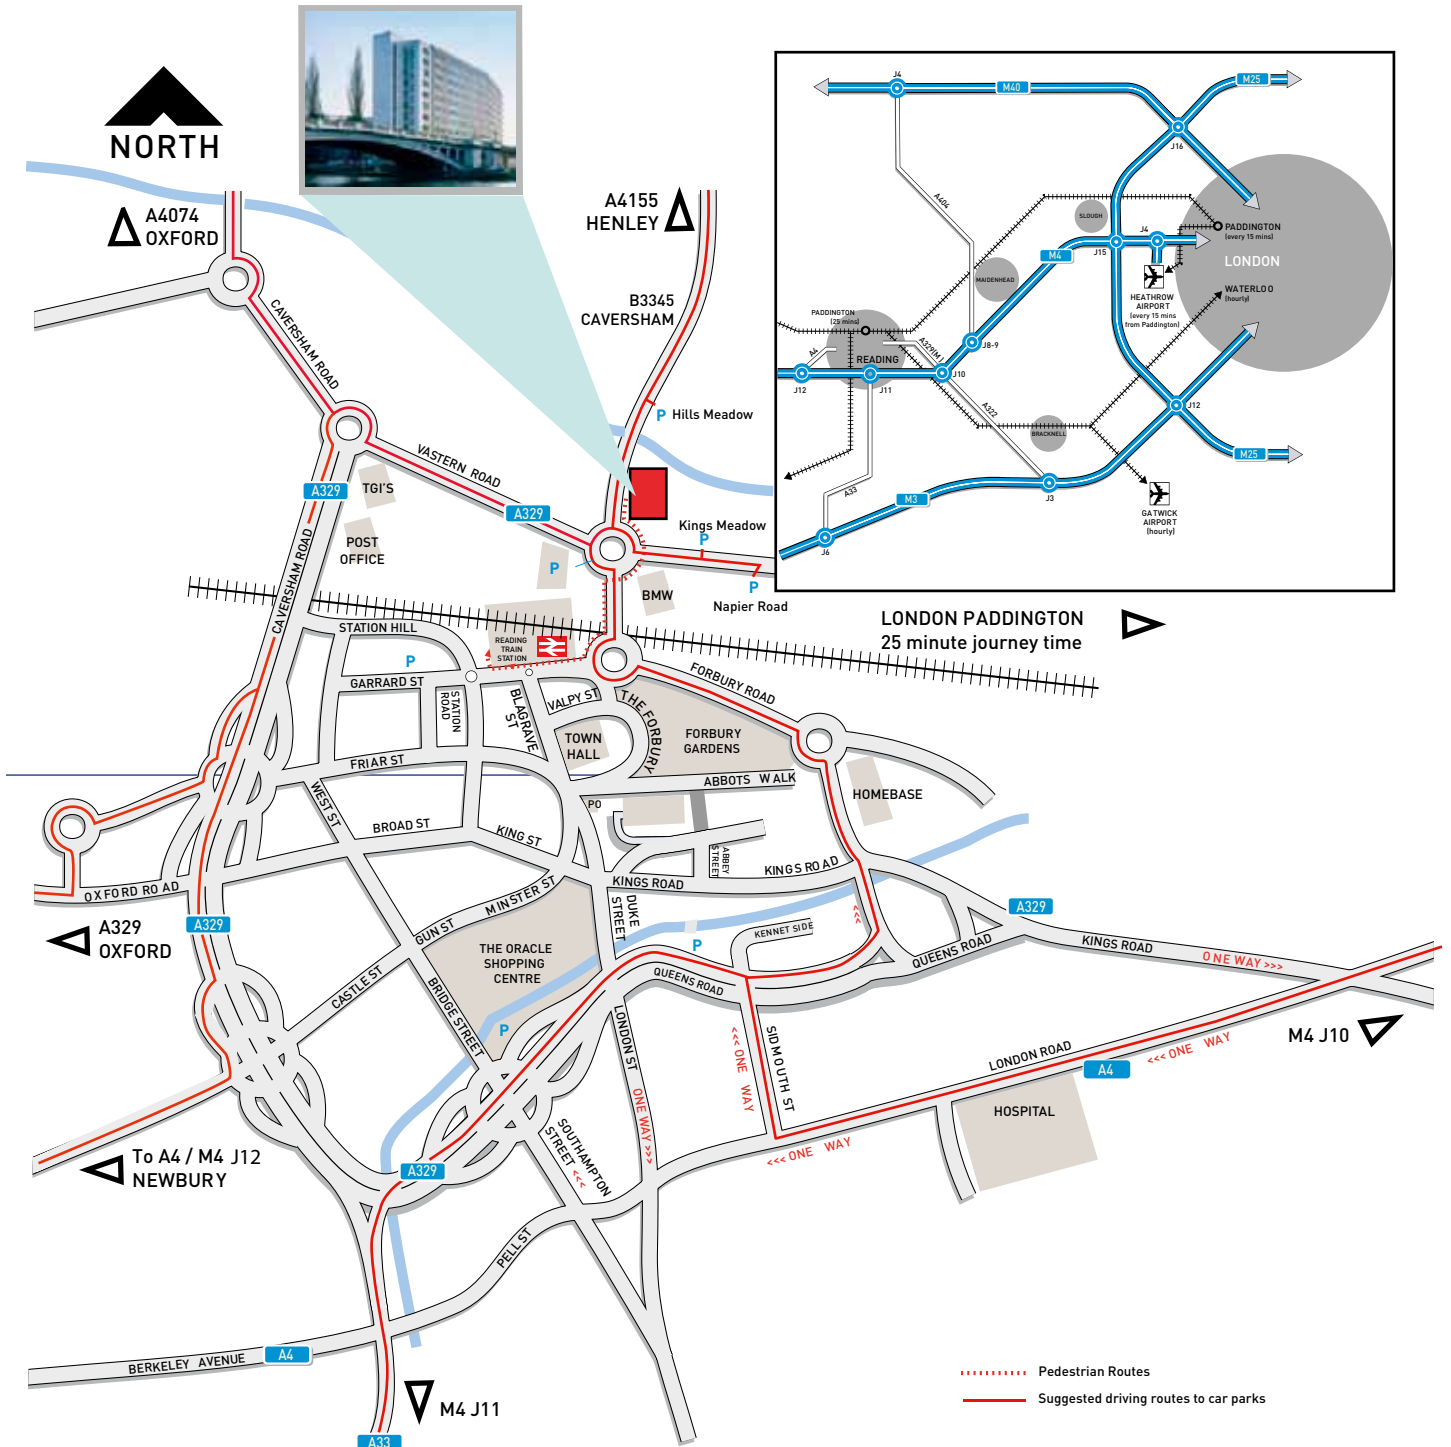 NORTH
A4074
OXFORD
A4155
HENLEY
B3345
CAVERSHAM
CAVERSHAM ROAD
VASTERN ROAD
A329
A329
TGI'S
POST
OFFICE
CAVERSHAM ROAD
P Hills Meadow
Kings Meadow
P
P
P
Napier Road
BMW
STATION HILL
READING
TRAIN
STATION
P
GARRARD ST
STATION
ROAD
BLAGRAVE
ST
VALPY ST
THE FORBURY
FORBURY ROAD
TOWN
HALL
FORBURY
GARDENS
FRIAR ST
ABBOTS WALK
HOMEBASE
WEST ST
PO
BROAD ST
KING ST
ABBEY
STREET
KINGS ROAD
KINGS ROAD
OXFORD ROAD
MINSTER ST
GUN ST
DUKE
STREET
<<<
A329
A329
OXFORD
A329
KENNET SIDE
P
THE ORACLE
SHOPPING
CENTRE
CASTLE ST
BRIDGE STREET
P
QUEENS ROAD
QUEENS ROAD
KINGS ROAD
ONE WAY >>>
LONDON ST
ONE WAY >>>
<<< ONE WAY
SIDMOUTH ST
LONDON ROAD
<<< ONE WAY
M4 J10
A4
HOSPITAL
SOUTHAMPTON
STREET <<<
<<< ONE WAY
To A4 / M4 J12
NEWBURY
A329
PELL ST
BERKELEY AVENUE
A4
M4 J11
A33
LONDON PADDINGTON
25 minute journey time
Pedestrian Routes
Suggested driving routes to car parks
J4
M40
M25
J16
A404
SLOUGH
PADDINGTON
(every 15 mins)
J4
J15
M4
LONDON
MAIDENHEAD
HEATHROW
AIRPORT
(every 15 mins
from Paddington)
WATERLOO
(hourly)
PADDINGTON
(25 mins)
A4
READING
A329(M)
J8-9
J12
J11
J10
A322
J12
BRACKNELL
M25
A33
M3
J3
J6
GATWICK
AIRPORT
(hourly)